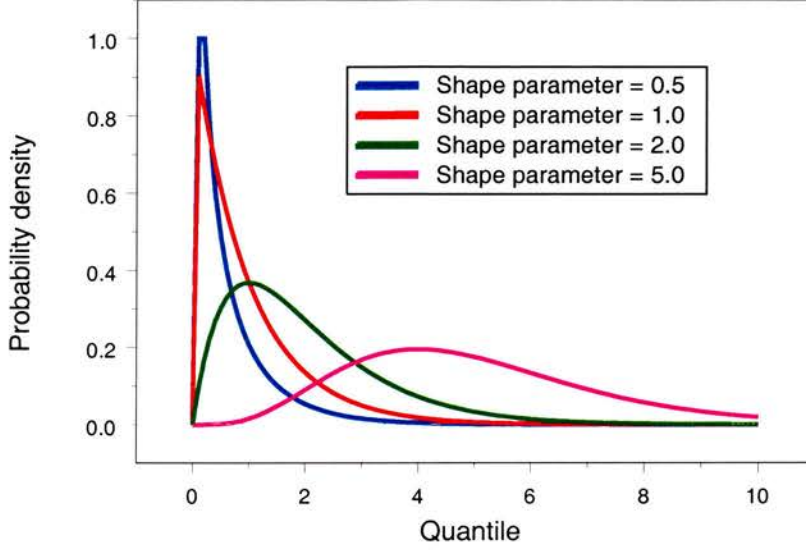 Probability density
1.0
0.8
0.6
0.4
0.2
0.0
Shape parameter = 0.5
Shape parameter = 1.0
Shape parameter = 2.0
Shape parameter = 5.0
0 2 4 6 8 10
Quantile